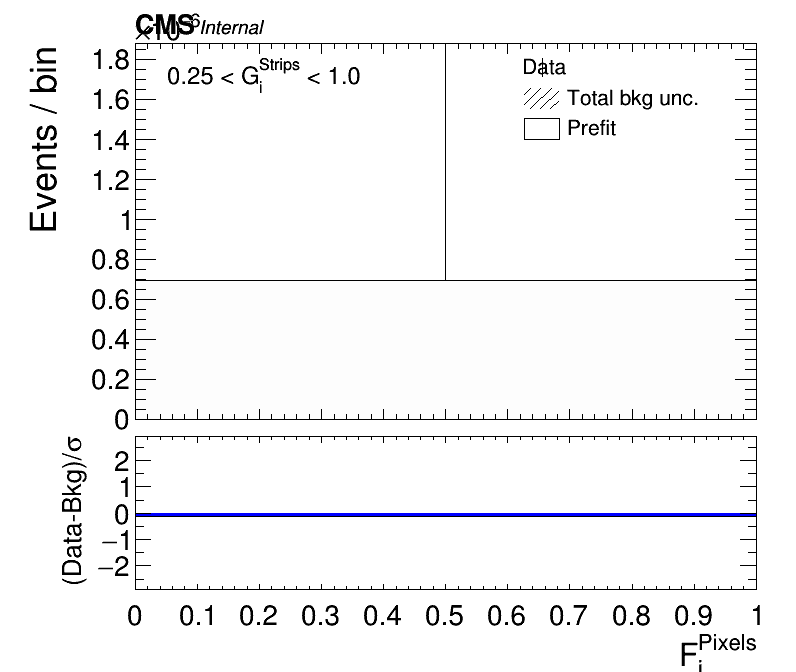 CMS Internal
×10⁻⁶
Events / bin
1.8
1.6
1.4
1.2
1
0.8
0.6
0.4
0.2
0
0.25 < G_i^Strips < 1.0
Data
Total bkg unc.
Prefit
(Data-Bkg)/σ
2
1
0
−1
−2
0 0.1 0.2 0.3 0.4 0.5 0.6 0.7 0.8 0.9 1
F_i^Pixels